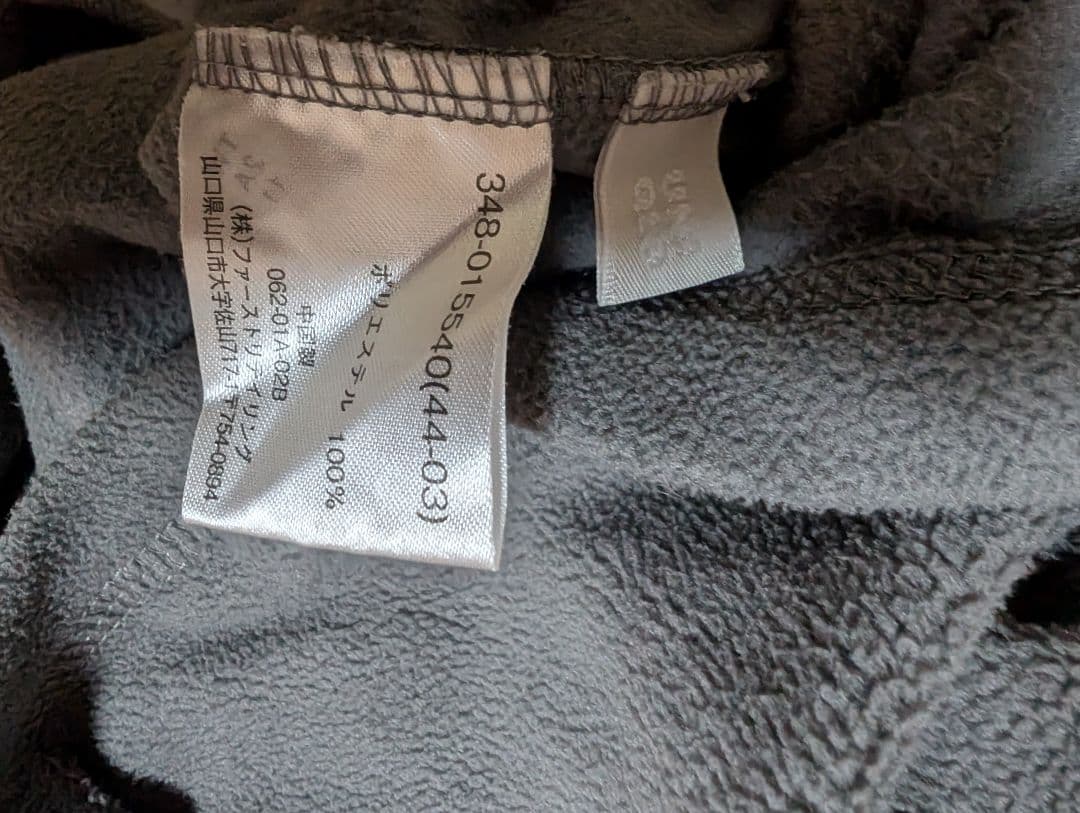 348-015540(44-03)
ポリエステル 100%
中国製
062-01A-02B
(株)ファーストリテイリング
山口県山口市大字佐山717-1 〒754-0894